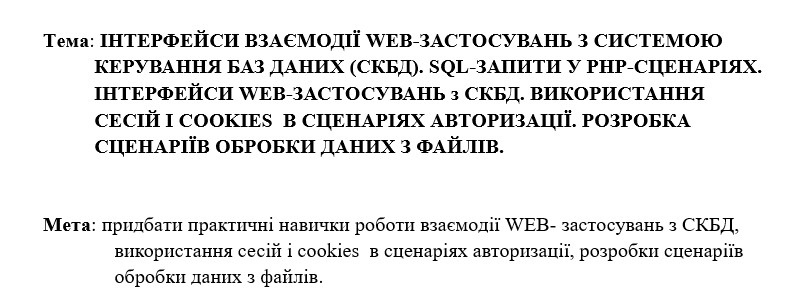 Тема: ІНТЕРФЕЙСИ ВЗАЄМОДІЇ WEB-ЗАСТОСУВАНЬ З СИСТЕМОЮ
КЕРУВАННЯ БАЗ ДАНИХ (СКБД). SQL-ЗАПИТИ У PHP-СЦЕНАРІЯХ.
ІНТЕРФЕЙСИ WEB-ЗАСТОСУВАНЬ з СКБД. ВИКОРИСТАННЯ
СЕСІЙ І COOKIES В СЦЕНАРІЯХ АВТОРИЗАЦІЇ. РОЗРОБКА
СЦЕНАРІЇВ ОБРОБКИ ДАНИХ З ФАЙЛІВ.
Мета: придбати практичні навички роботи взаємодії WEB- застосувань з СКБД,
використання сесій і cookies в сценаріях авторизації, розробки сценаріїв
обробки даних з файлів.